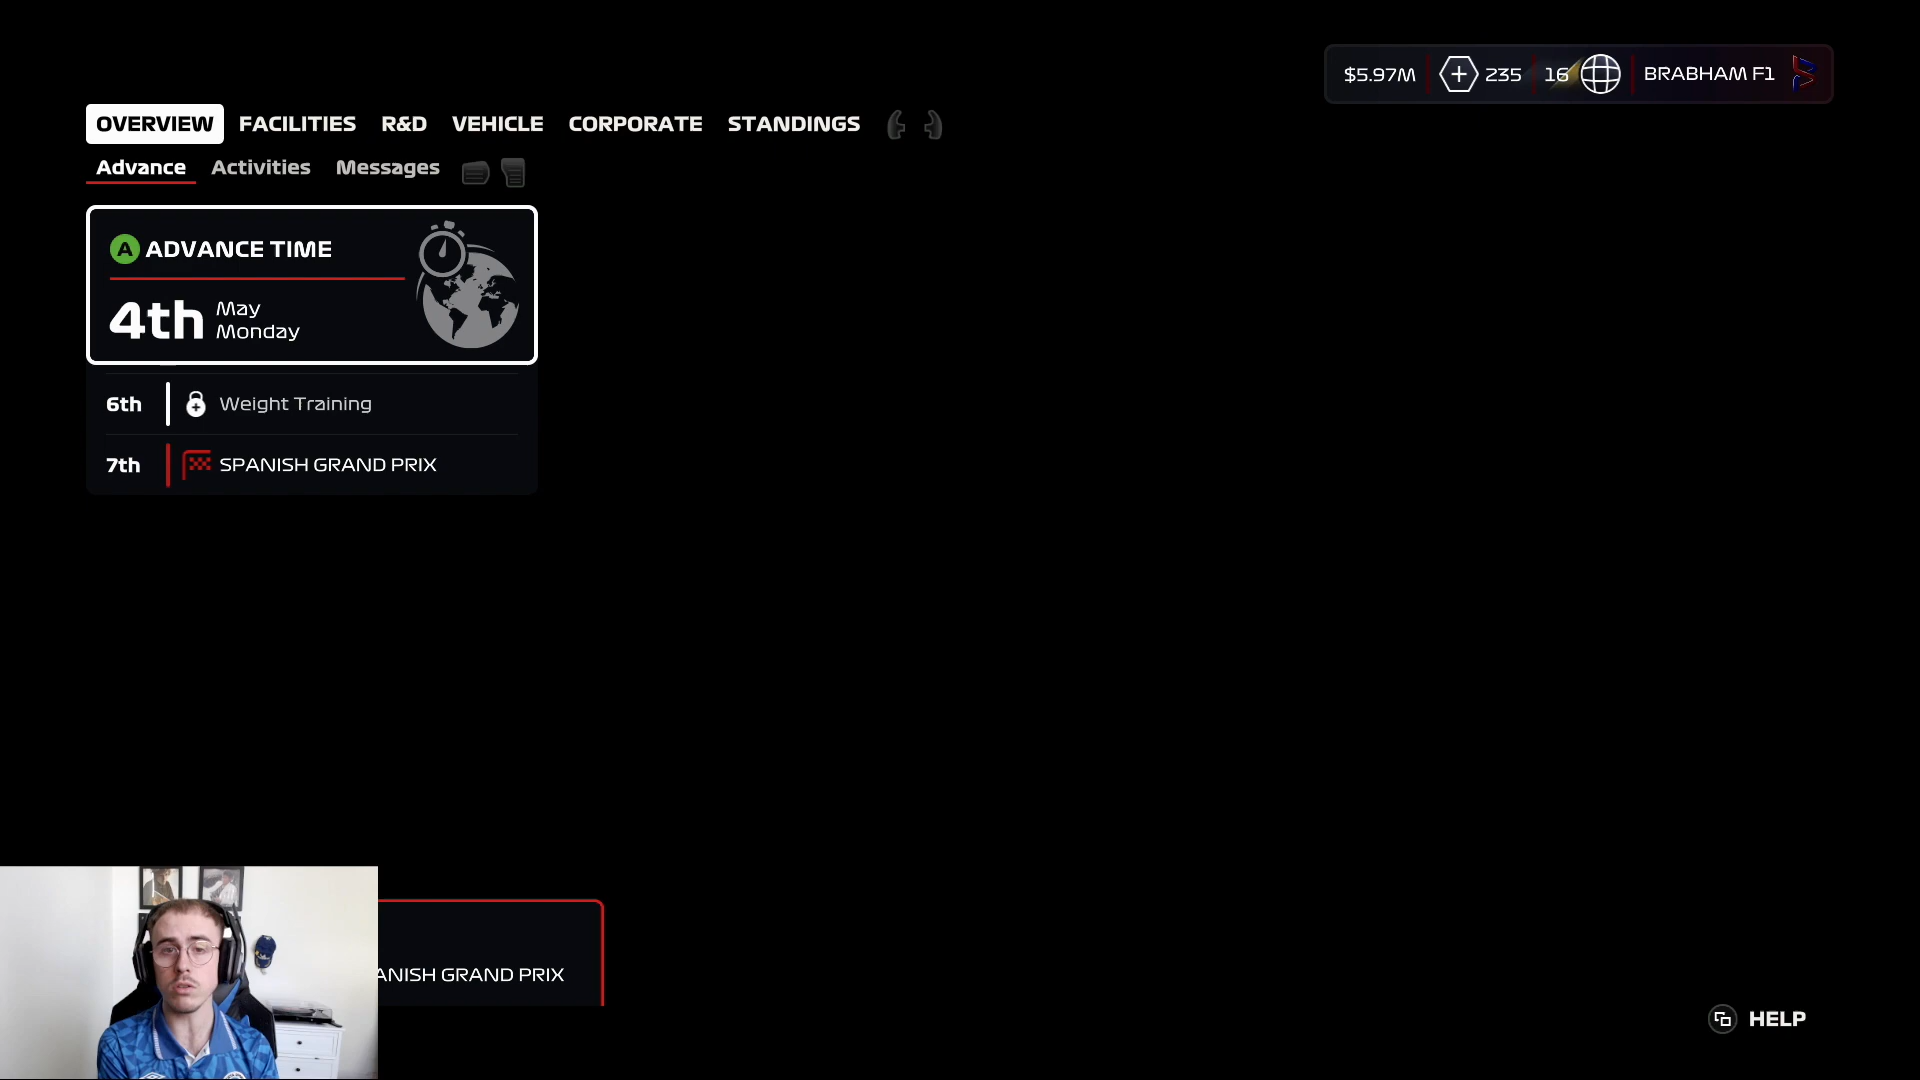 $5.97M 235 16 BRABHAM F1
OVERVIEW FACILITIES R&D VEHICLE CORPORATE STANDINGS
Advance Activities Messages
A ADVANCE TIME
4th May
Monday
6th Weight Training
7th SPANISH GRAND PRIX
ANISH GRAND PRIX
HELP